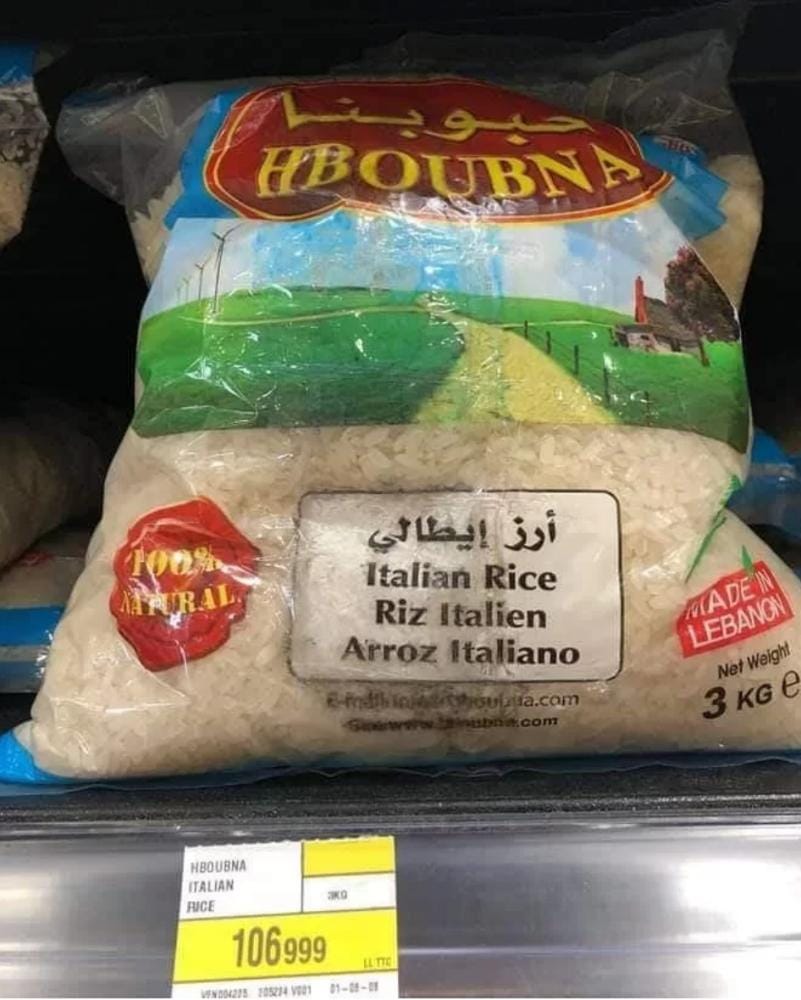 حبوبنا
HBOUBNA
100%
NATURAL
أرز إيطالي
Italian Rice
Riz Italien
Arroz Italiano
MADE IN
LEBANON
Net Weight
3 KG e
HBOUBNA
ITALIAN
RICE
3KG
106999
LL TTC